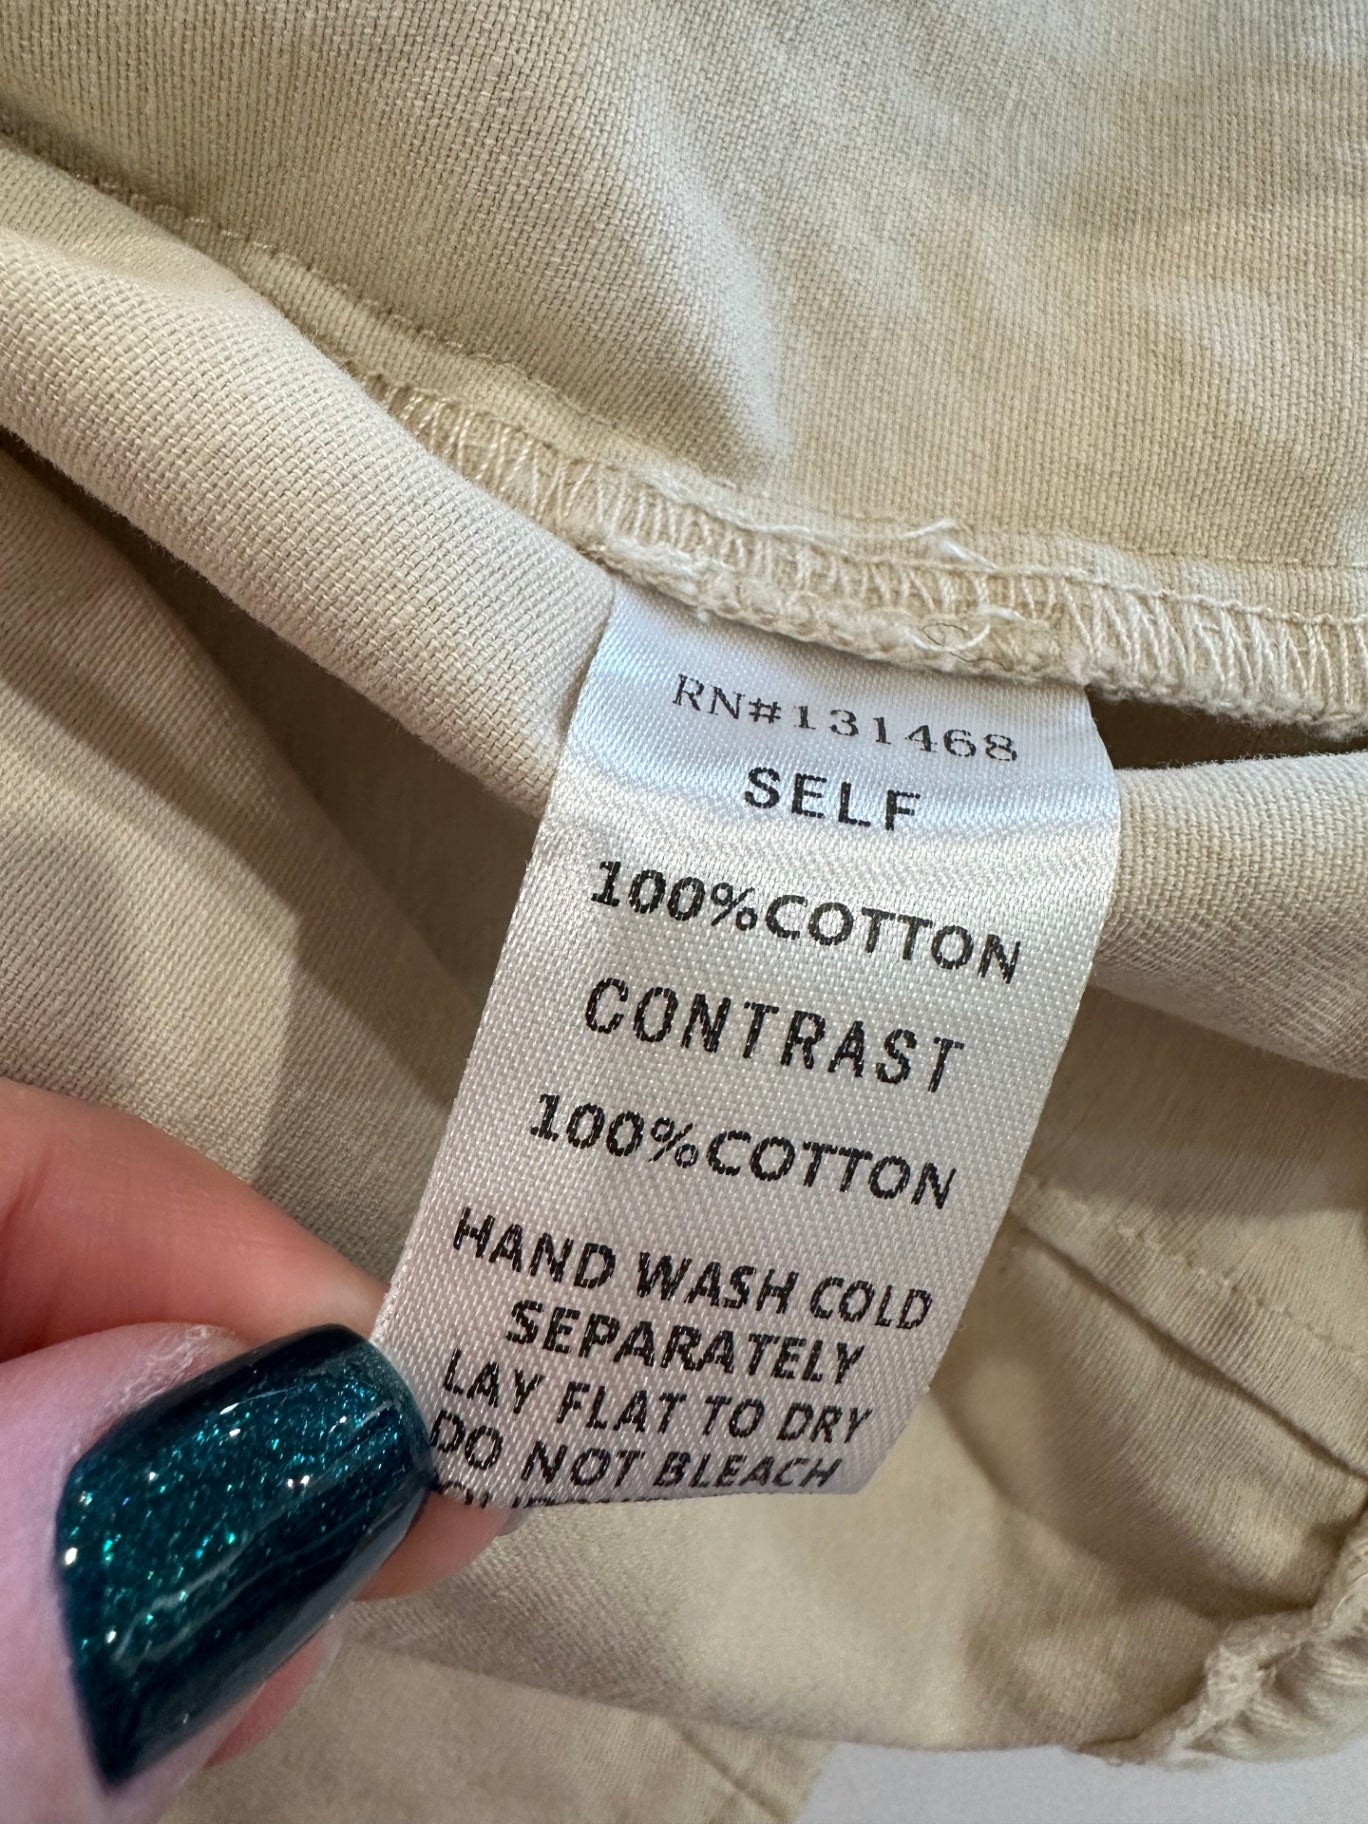 RN#131468
SELF
100%COTTON
CONTRAST
100%COTTON
HAND WASH COLD
SEPARATELY
LAY FLAT TO DRY
DO NOT BLEACH